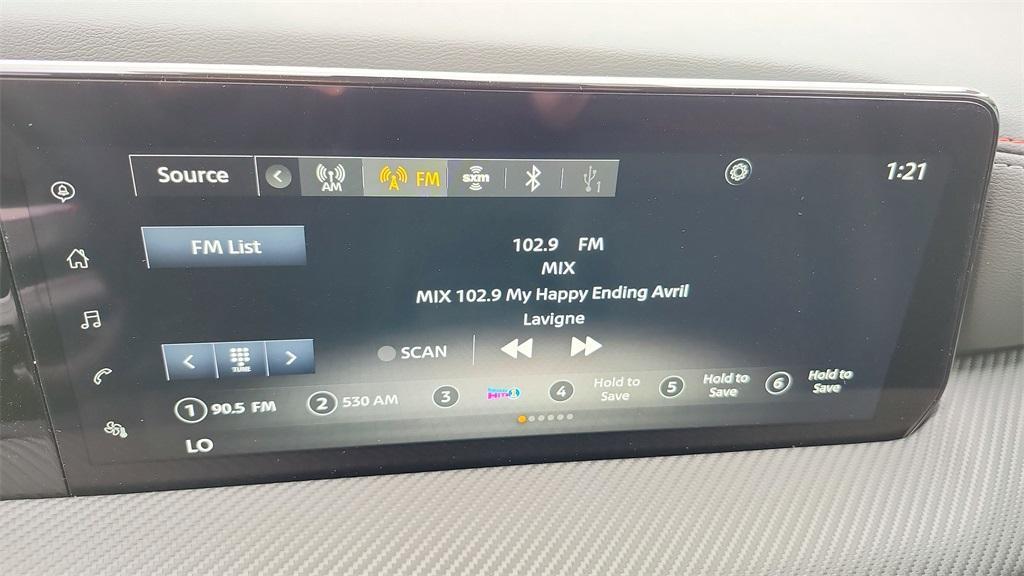 Source
AM
FM
sxm
1
1:21
FM List
102.9 FM
MIX
MIX 102.9 My Happy Ending Avril
Lavigne
TUNE
SCAN
1 90.5 FM
2 530 AM
3
4 Hold to
Save
5 Hold to
Save
6 Hold to
Save
LO